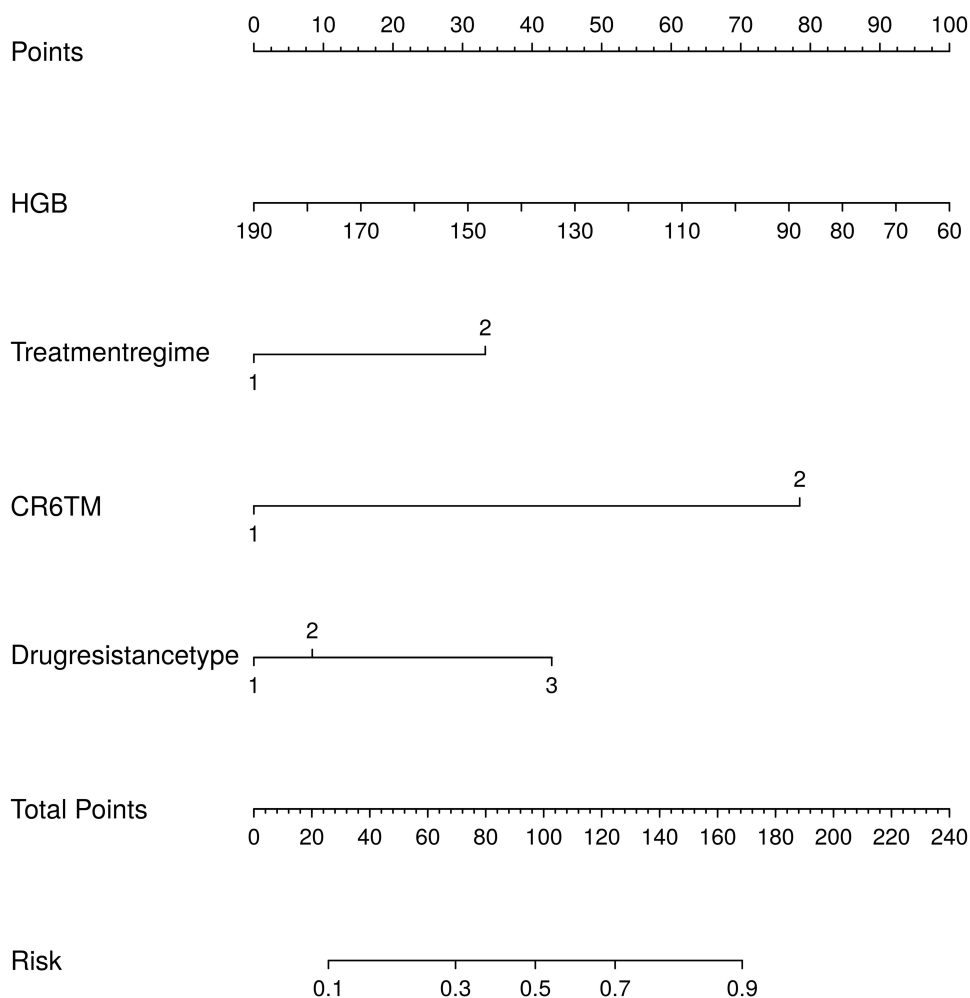 0 10 20 30 40 50 60 70 80 90 100
Points
HGB
190 170 150 130 110 90 80 70 60
2
Treatmentregime
1
2
CR6TM
1
2
Drugresistancetype
1 3
Total Points
0 20 40 60 80 100 120 140 160 180 200 220 240
Risk
0.1 0.3 0.5 0.7 0.9